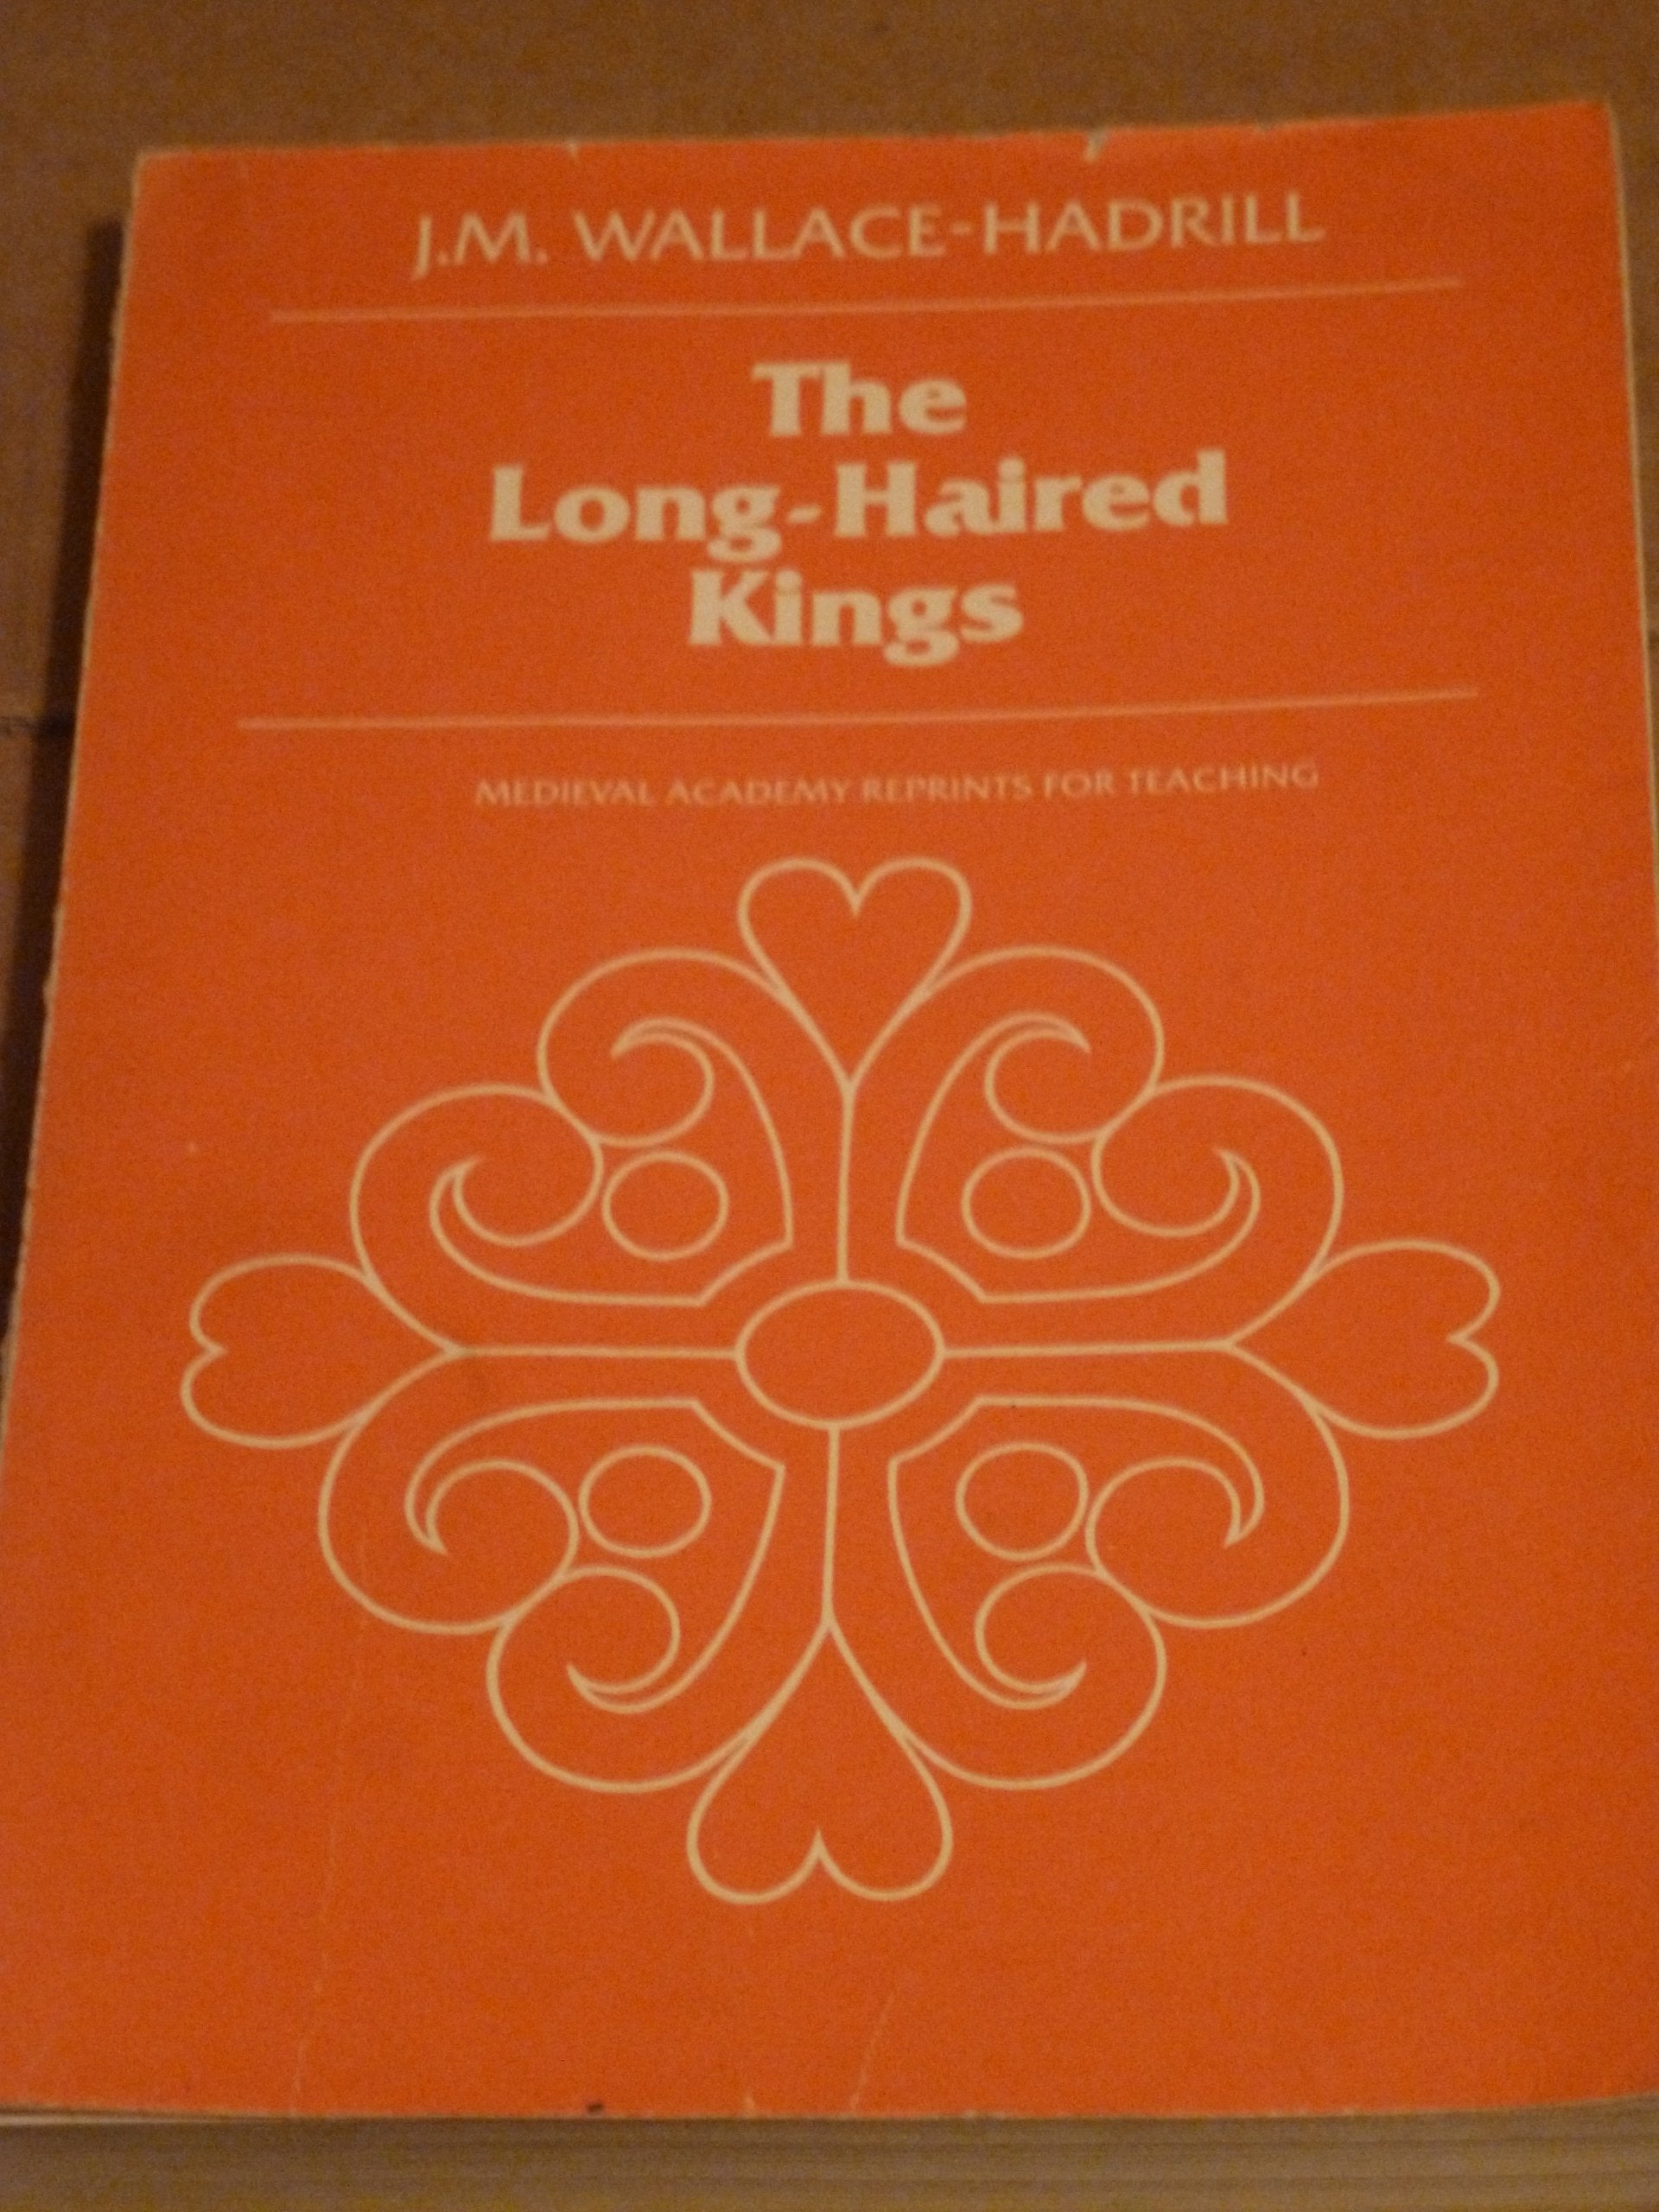 J.M. WALLACE-HADRILL
The
Long-Haired
Kings
MEDIEVAL ACADEMY REPRINTS FOR TEACHING